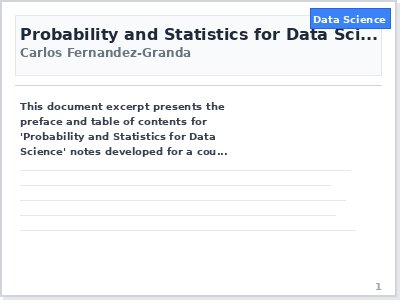 Data Science
Probability and Statistics for Data Sci...
Carlos Fernandez-Granda
This document excerpt presents the
preface and table of contents for
'Probability and Statistics for Data
Science' notes developed for a cou...
1